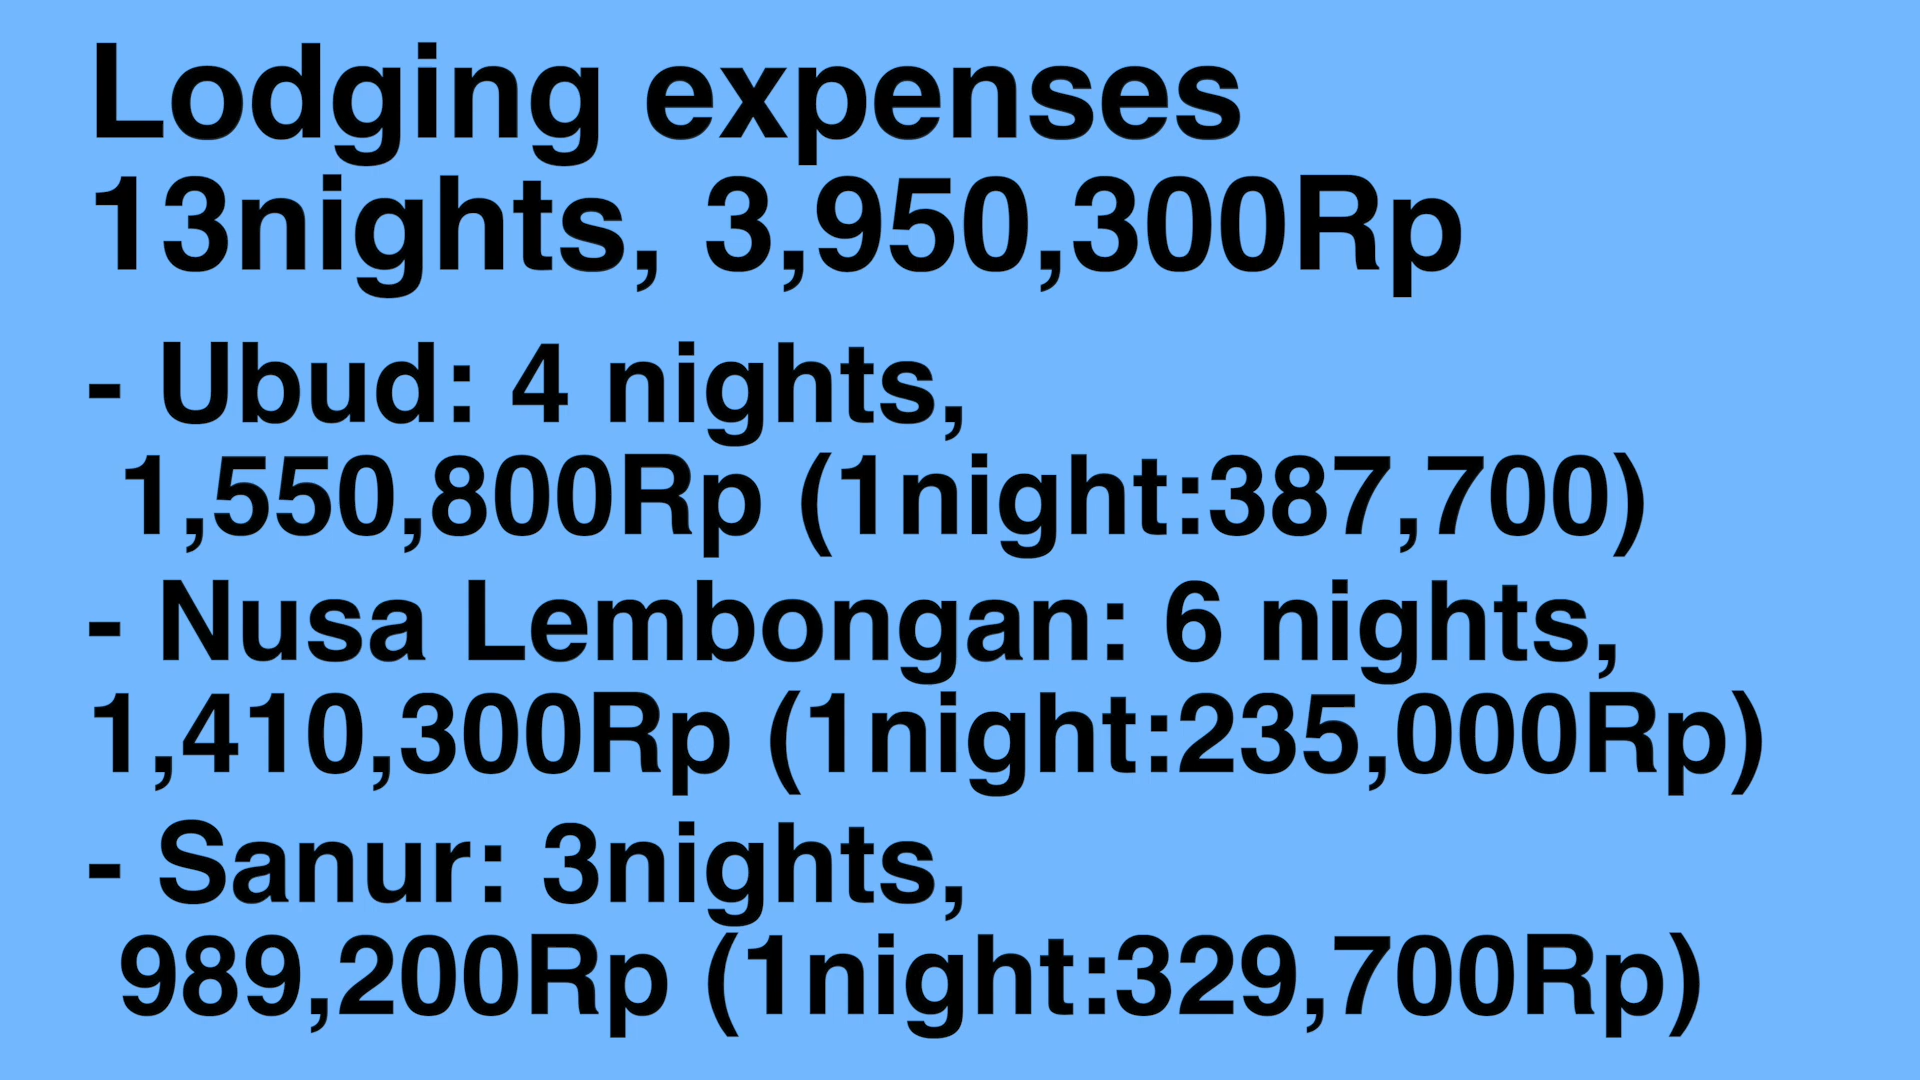 Lodging expenses
13nights, 3,950,300Rp
- Ubud: 4 nights,
1,550,800Rp (1night:387,700)
- Nusa Lembongan: 6 nights,
1,410,300Rp (1night:235,000Rp)
- Sanur: 3nights,
989,200Rp (1night:329,700Rp)